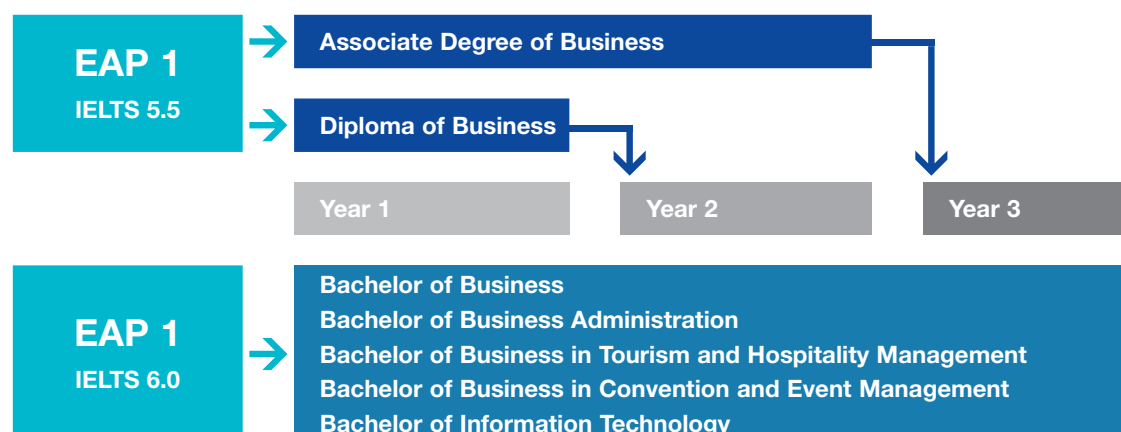 EAP 1
IELTS 5.5
Associate Degree of Business
Diploma of Business
Year 1
Year 2
Year 3
EAP 1
IELTS 6.0
Bachelor of Business
Bachelor of Business Administration
Bachelor of Business in Tourism and Hospitality Management
Bachelor of Business in Convention and Event Management
Bachelor of Information Technology